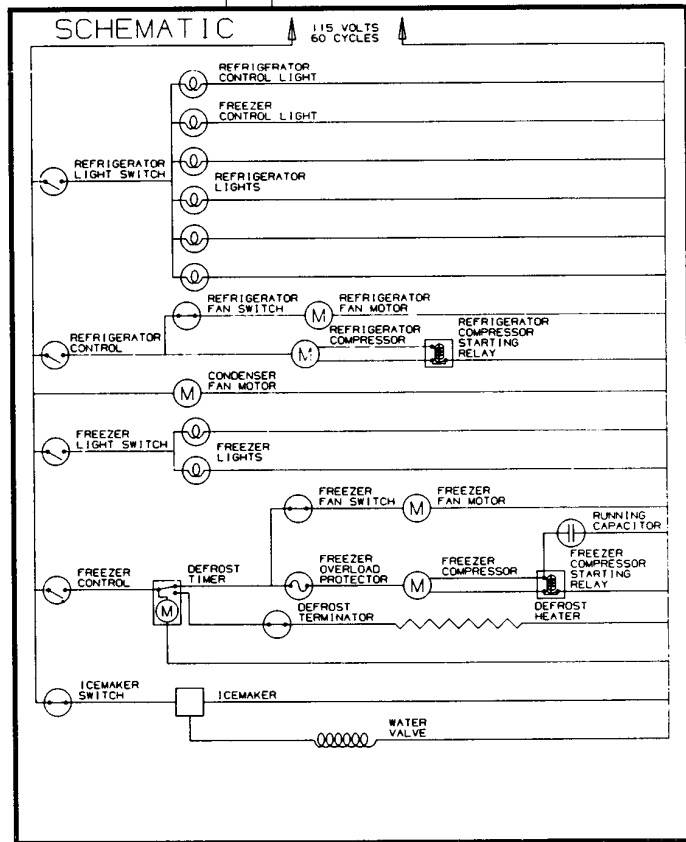 SCHEMATIC
115 VOLTS
60 CYCLES
REFRIGERATOR
CONTROL LIGHT
FREEZER
CONTROL LIGHT
REFRIGERATOR
LIGHT SWITCH
REFRIGERATOR
LIGHTS
REFRIGERATOR
FAN SWITCH
REFRIGERATOR
FAN MOTOR
M
REFRIGERATOR
CONTROL
REFRIGERATOR
COMPRESSOR
M
REFRIGERATOR
COMPRESSOR
STARTING
RELAY
CONDENSER
FAN MOTOR
M
FREEZER
LIGHT SWITCH
FREEZER
LIGHTS
FREEZER
FAN SWITCH
FREEZER
FAN MOTOR
M
RUNNING
CAPACITOR
FREEZER
CONTROL
DEFROST
TIMER
M
FREEZER
OVERLOAD
PROTECTOR
FREEZER
COMPRESSOR
M
FREEZER
COMPRESSOR
STARTING
RELAY
DEFROST
TERMINATOR
DEFROST
HEATER
ICEMAKER
SWITCH
ICEMAKER
WATER
VALVE